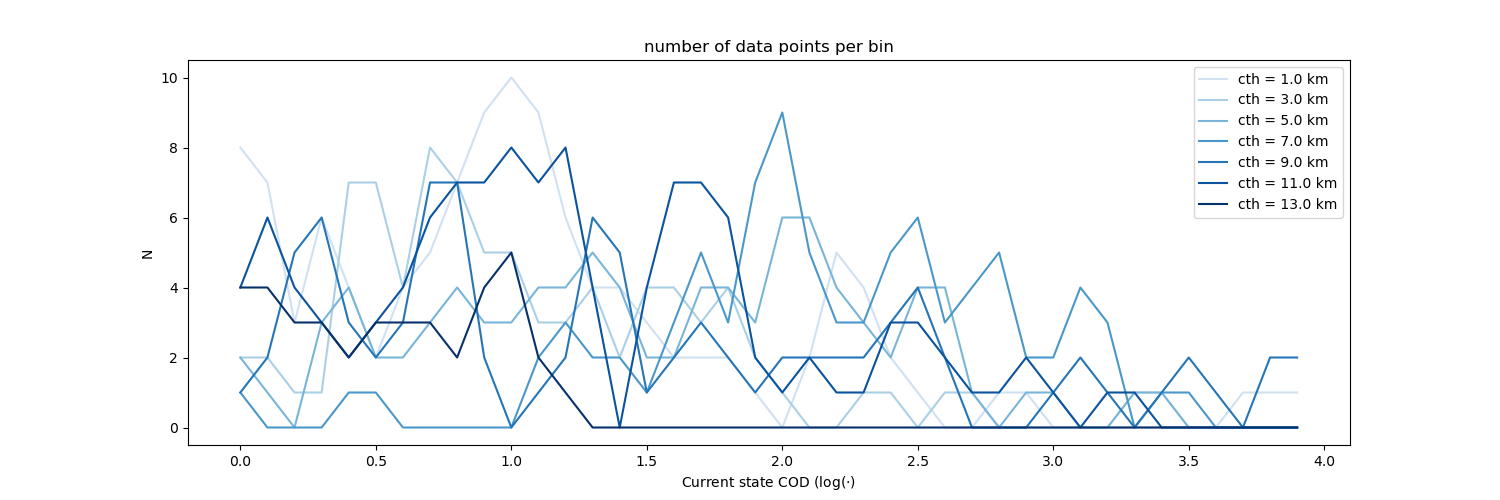 number of data points per bin
10
8
6
4
2
0
N
cth = 1.0 km
cth = 3.0 km
cth = 5.0 km
cth = 7.0 km
cth = 9.0 km
cth = 11.0 km
cth = 13.0 km
0.0 0.5 1.0 1.5 2.0 2.5 3.0 3.5 4.0
Current state COD (log(·)